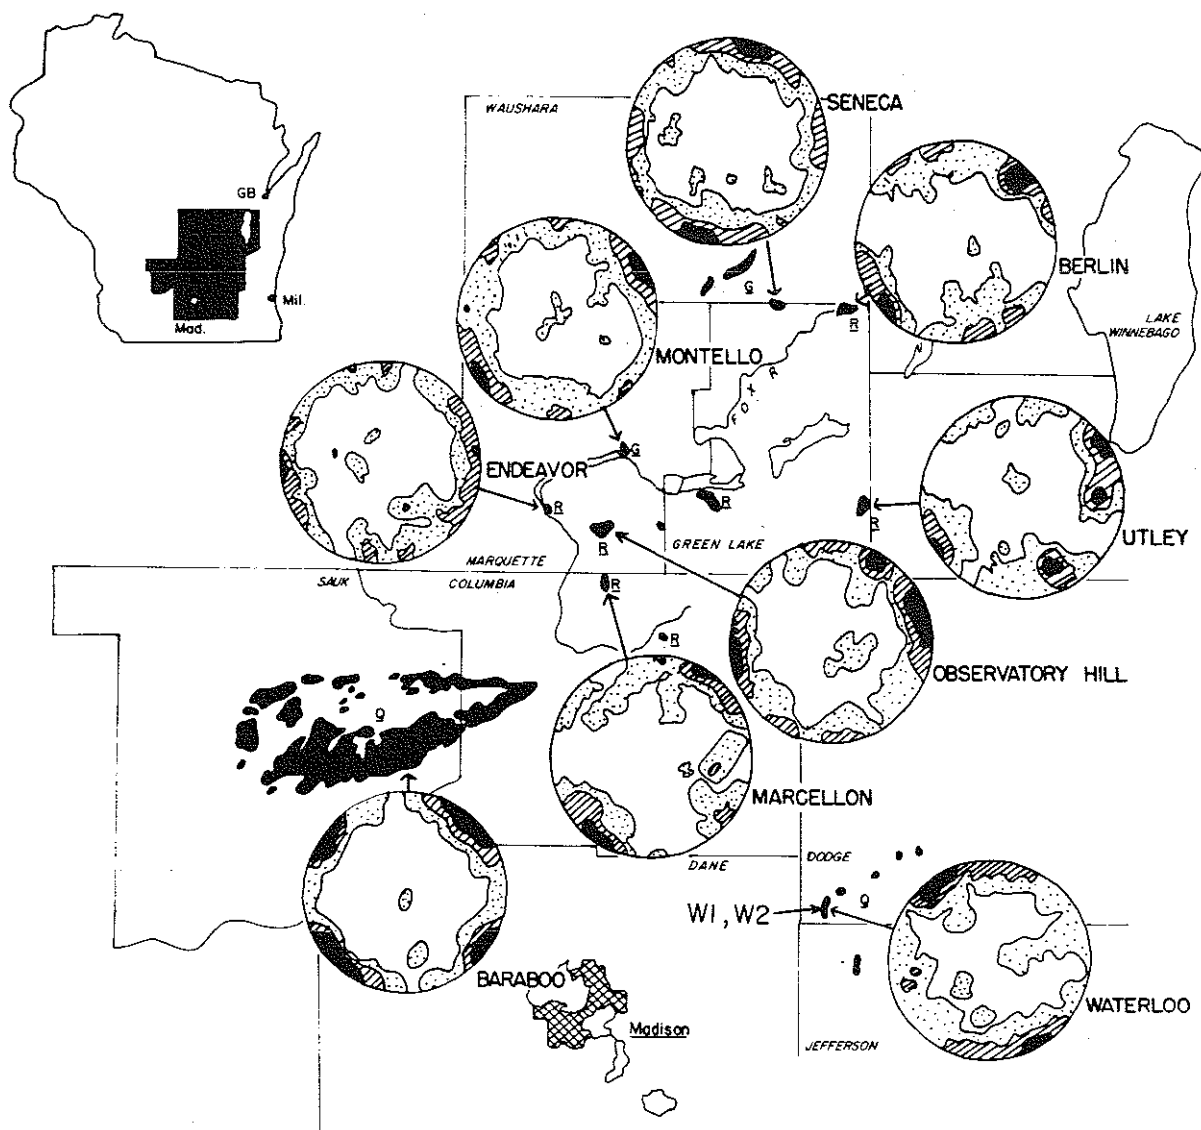 WAUSHARA
SENECA
GB
BERLIN
G
Mil.
LAKE
WINNEBAGO
R
Mad.
MONTELLO
FOX R
ENDEAVOR
G
R
R
R
UTLEY
R
GREEN LAKE
MARQUETTE
SAUK
COLUMBIA
R
R
OBSERVATORY HILL
Q
MARCELLON
DANE
DODGE
Q
W1, W2
BARABOO
WATERLOO
Madison
JEFFERSON